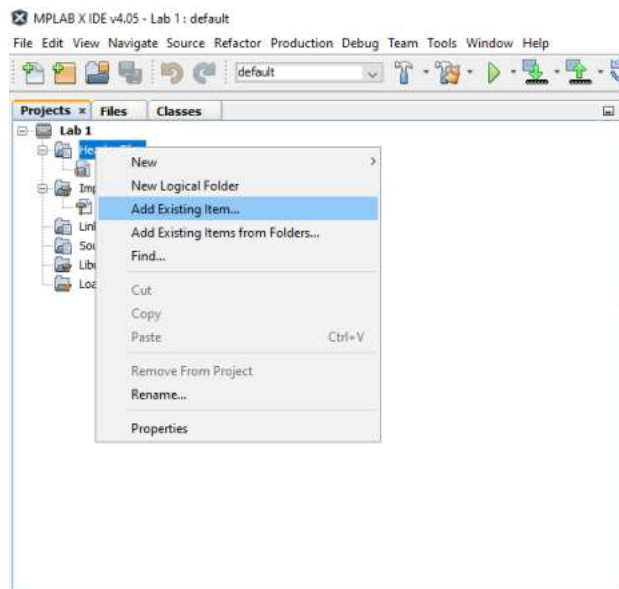 MPLAB X IDE v4.05 - Lab 1 : default
File Edit View Navigate Source Refactor Production Debug Team Tools Window Help
default
Projects × Files Classes
Lab 1
New
New Logical Folder
Add Existing Item...
Add Existing Items from Folders...
Find...
Cut
Copy
Paste Ctrl+V
Remove From Project
Rename...
Properties